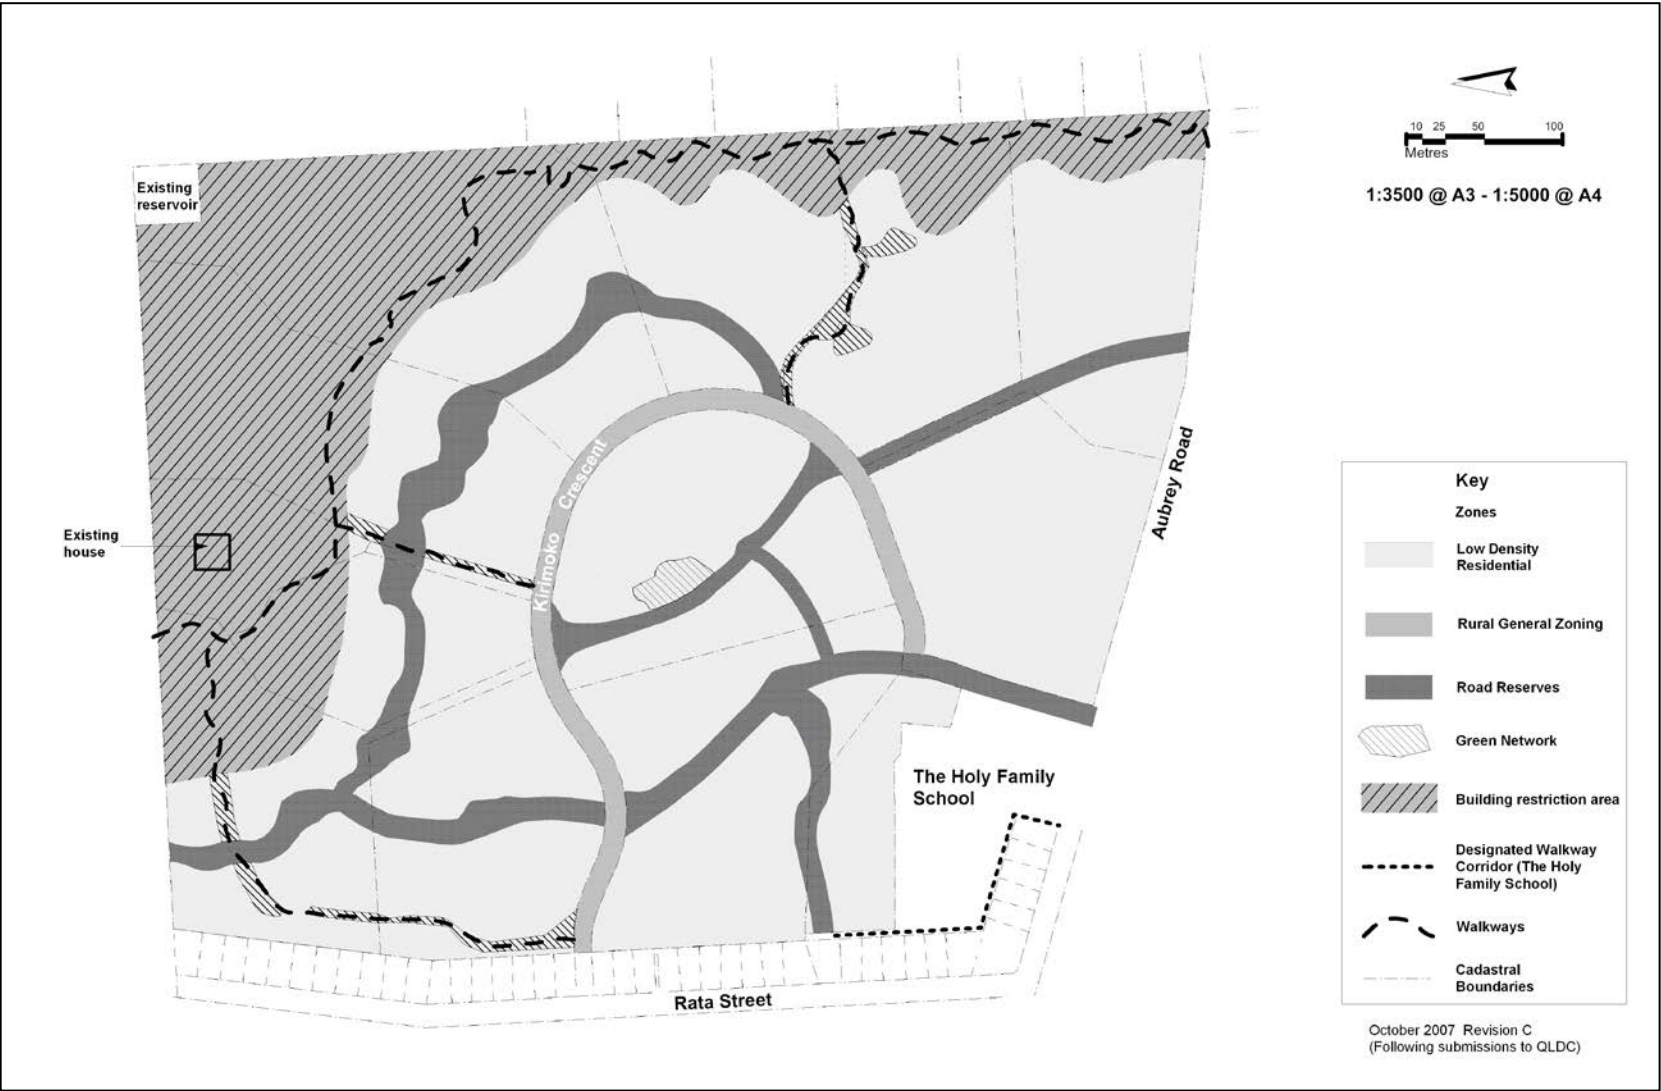 10 25 50 100
Metres
1:3500 @ A3 - 1:5000 @ A4
Existing
reservoir
Existing
house
Kirimoko Crescent
Aubrey Road
The Holy Family
School
Rata Street
Key
Zones
Low Density
Residential
Rural General Zoning
Road Reserves
Green Network
Building restriction area
Designated Walkway
Corridor (The Holy
Family School)
Walkways
Cadastral
Boundaries
October 2007 Revision C
(Following submissions to QLDC)